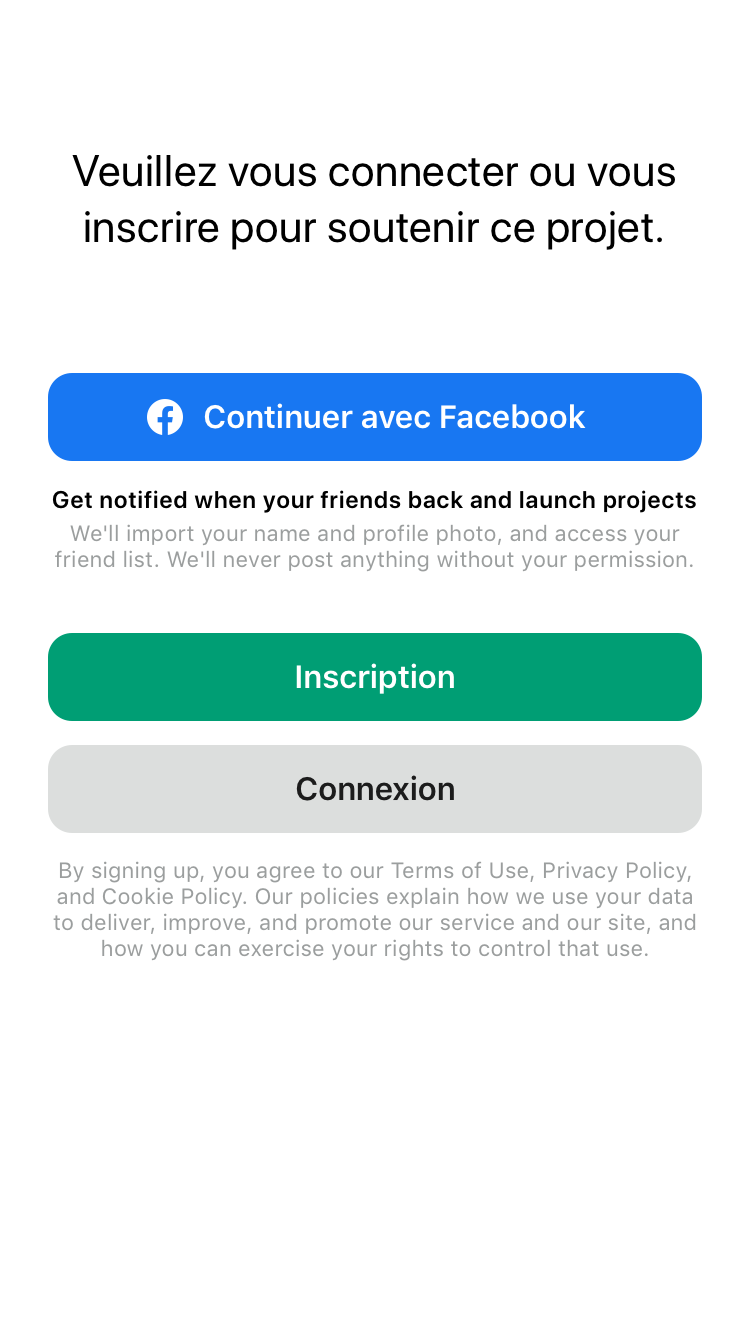 Veuillez vous connecter ou vous
inscrire pour soutenir ce projet.
Continuer avec Facebook
Get notified when your friends back and launch projects
We'll import your name and profile photo, and access your
friend list. We'll never post anything without your permission.
Inscription
Connexion
By signing up, you agree to our Terms of Use, Privacy Policy,
and Cookie Policy. Our policies explain how we use your data
to deliver, improve, and promote our service and our site, and
how you can exercise your rights to control that use.